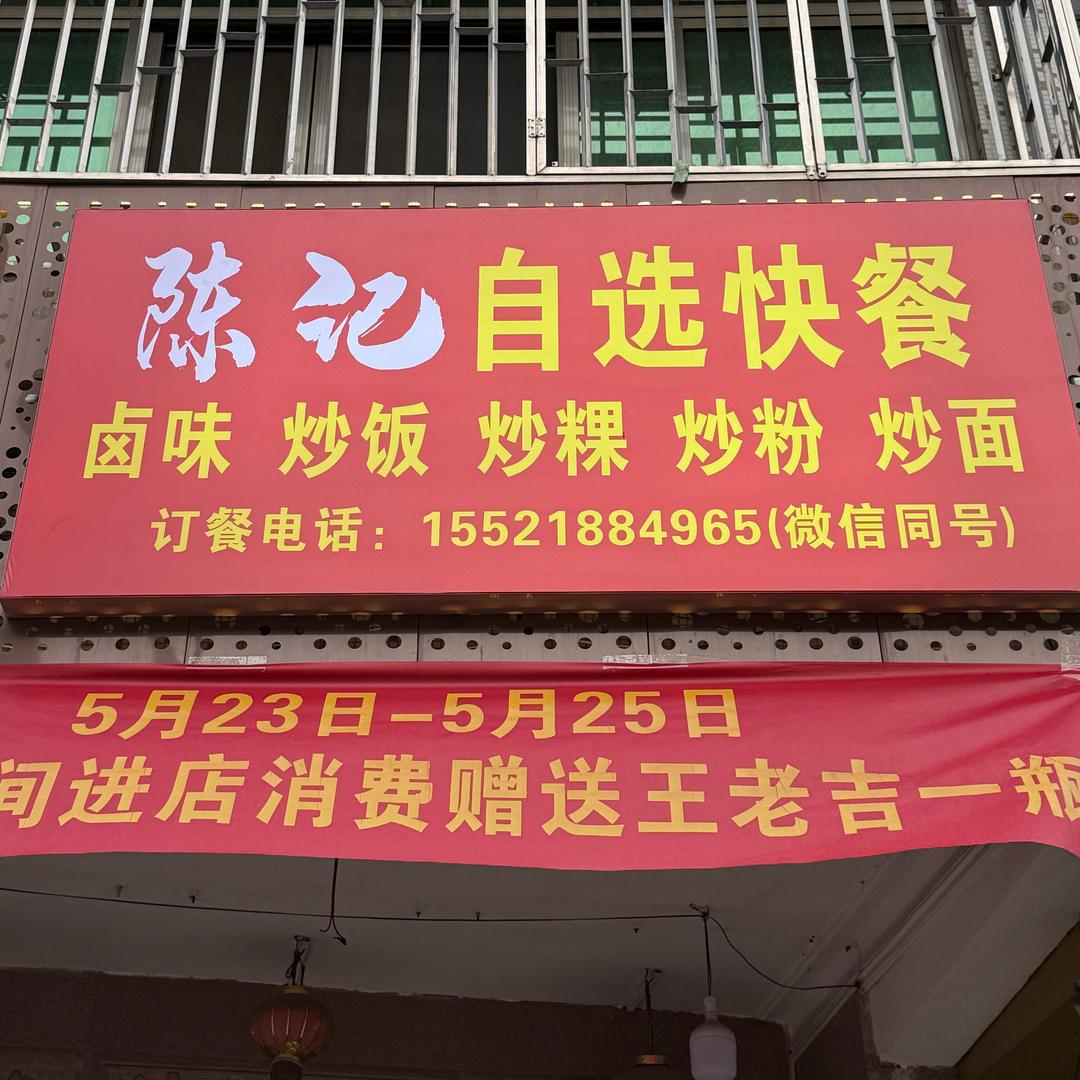 陈记自选快餐
卤味 炒饭 炒粿 炒粉 炒面
订餐电话：15521884965(微信同号)
5月23日-5月25日
间进店消费赠送王老吉一瓶